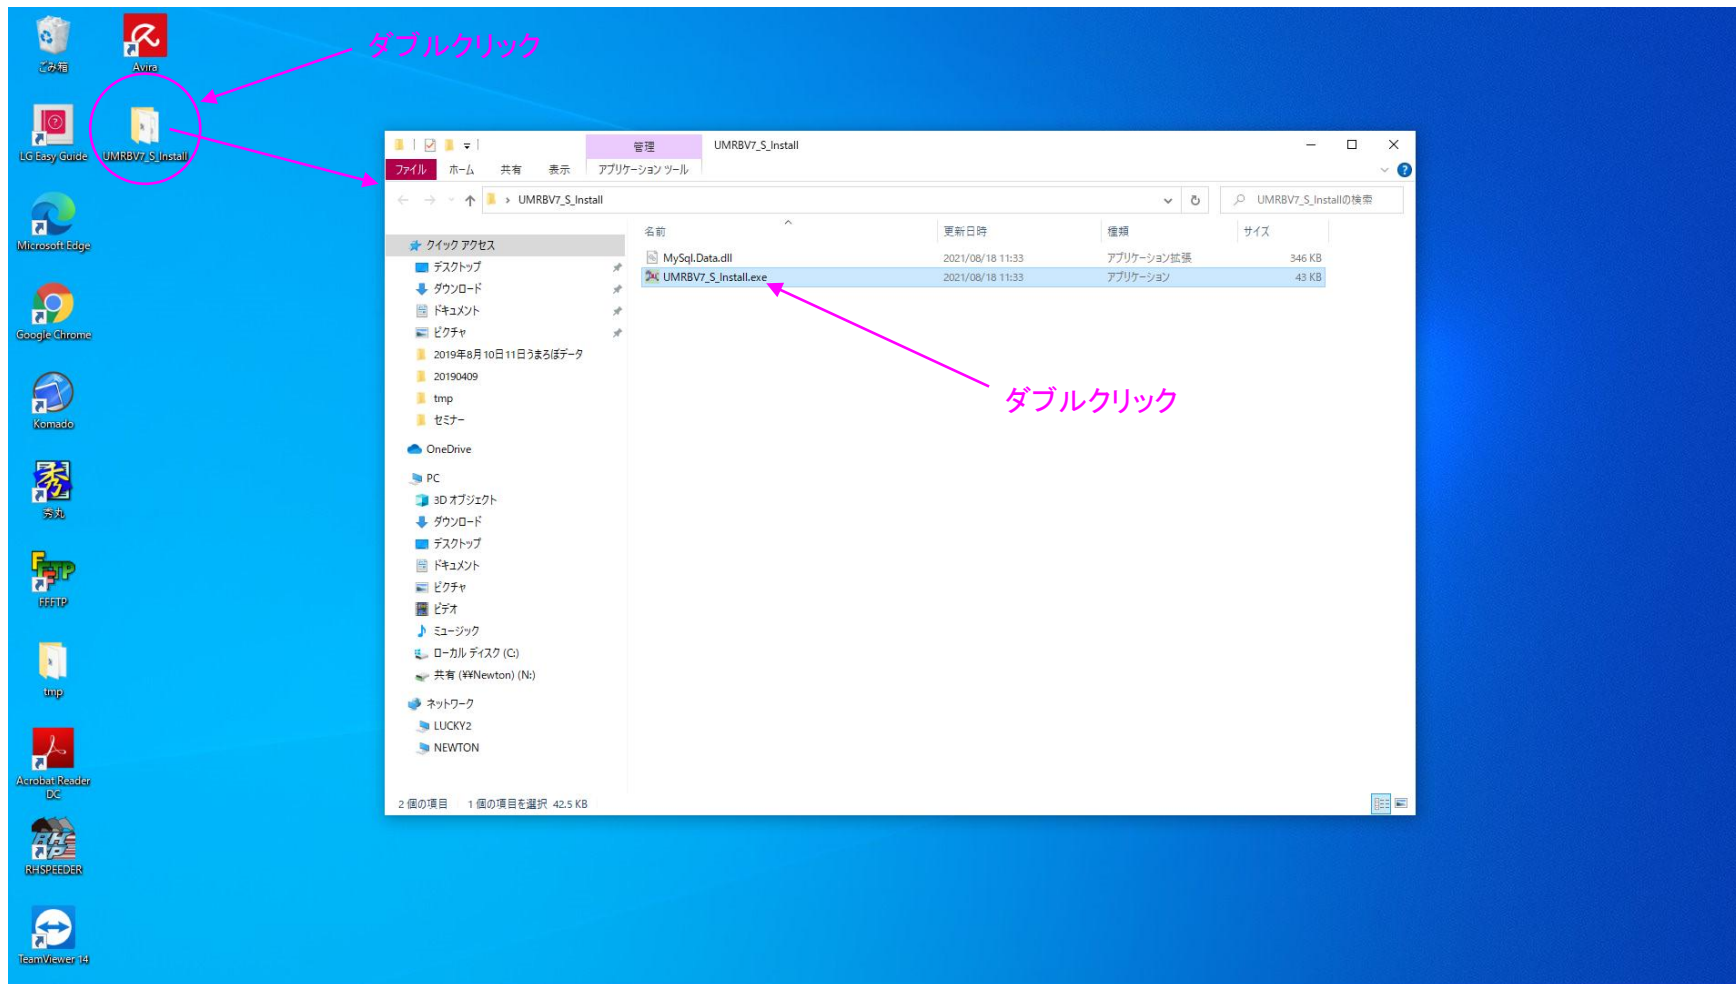 ごみ箱
Avira
ダブルクリック
LG Easy Guide
UMRBV7_S_Install
Microsoft Edge
Google Chrome
Komado
秀丸
FFFTP
tmp
Acrobat Reader
DC
RHSPEEDER
TeamViewer 14
管理
UMRBV7_S_Install
ファイル ホーム 共有 表示 アプリケーション ツール
› UMRBV7_S_Install
UMRBV7_S_Installの検索
名前 更新日時 種類 サイズ
MySql.Data.dll 2021/08/18 11:33 アプリケーション拡張 346 KB
UMRBV7_S_Install.exe 2021/08/18 11:33 アプリケーション 43 KB
ダブルクリック
クイック アクセス
デスクトップ
ダウンロード
ドキュメント
ピクチャ
2019年8月10日11日うまろぼデータ
20190409
tmp
セミナー
OneDrive
PC
3D オブジェクト
ダウンロード
デスクトップ
ドキュメント
ピクチャ
ビデオ
ミュージック
ローカル ディスク (C:)
共有 (¥¥Newton) (N:)
ネットワーク
LUCKY2
NEWTON
2 個の項目 1 個の項目を選択 42.5 KB